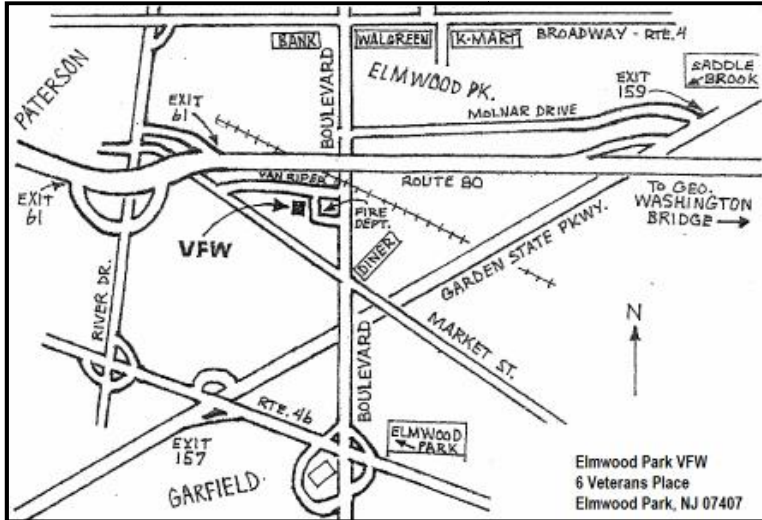 BANK
WALGREEN
K-MART
BROADWAY - RTE.4
PATERSON
ELMWOOD PK.
EXIT
159
SADDLE
BROOK
EXIT
61
BOULEVARD
MOLNAR DRIVE
VAN RIPER
ROUTE 80
EXIT
61
FIRE
DEPT.
TO GEO.
WASHINGTON
BRIDGE
VFW
DINER
GARDEN STATE PKWY.
RIVER DR.
MARKET ST.
N
BOULEVARD
RTE. 46
ELMWOOD
PARK
EXIT
157
GARFIELD
Elmwood Park VFW
6 Veterans Place
Elmwood Park, NJ 07407